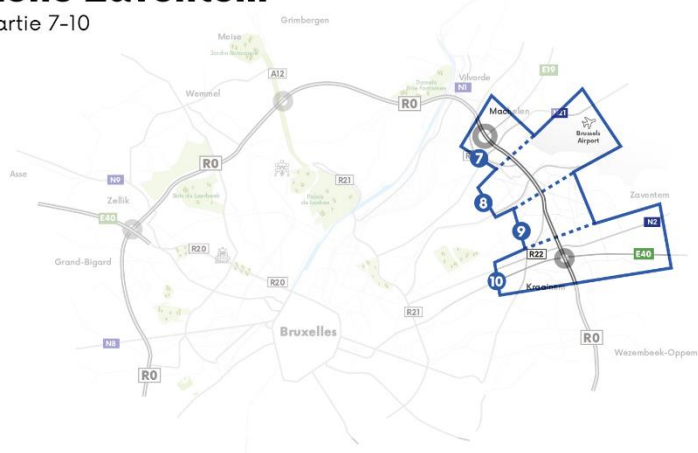 artie 7-10
Grimbergen
Meise
A12
Vilvorde
E19
N1
Wemmel
R0
Machelen
N21
Brussels
Airport
R0
7
Asse
N9
R21
Zaventem
Zellik
8
E40
9
N2
R20
R22
E40
Grand-Bigard
10
Kraainem
R20
R21
Bruxelles
N8
R0
Wezembeek-Oppem
R0